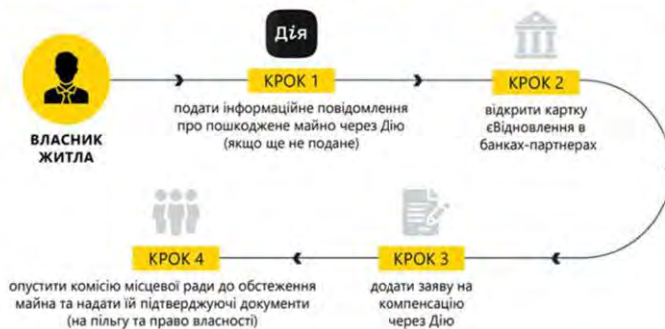 Дія
ВЛАСНИК
ЖИТЛА
КРОК 1
подати інформаційне повідомлення
про пошкоджене майно через Дію
(якщо ще не подане)
КРОК 2
відкрити картку
єВідновлення в
банках-партнерах
КРОК 3
додати заяву на
компенсацію
через Дію
КРОК 4
опустити комісію місцевої ради до обстеження
майна та надати їй підтверджуючі документи
(на пільгу та право власності)